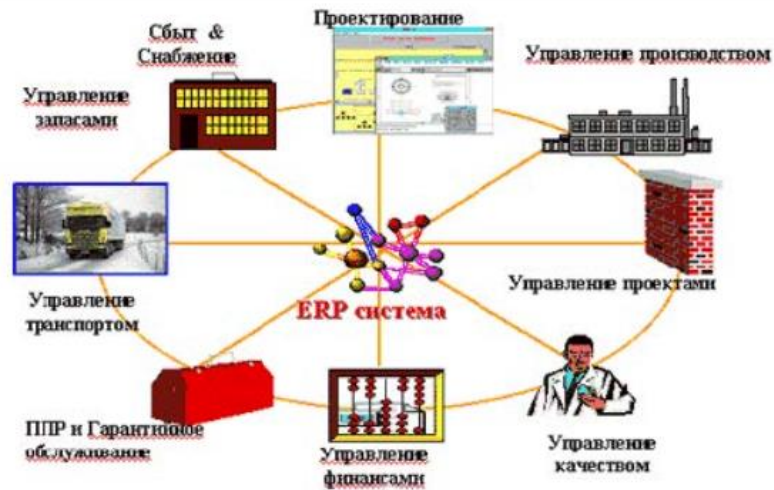 Проектирование
Сбыт &
Снабжение
Управление производством
Управление
запасами
Управление проектами
Управление
транспортом
ERP система
ППР и Гарантийное
обслуживание
Управление
финансами
Управление
качеством